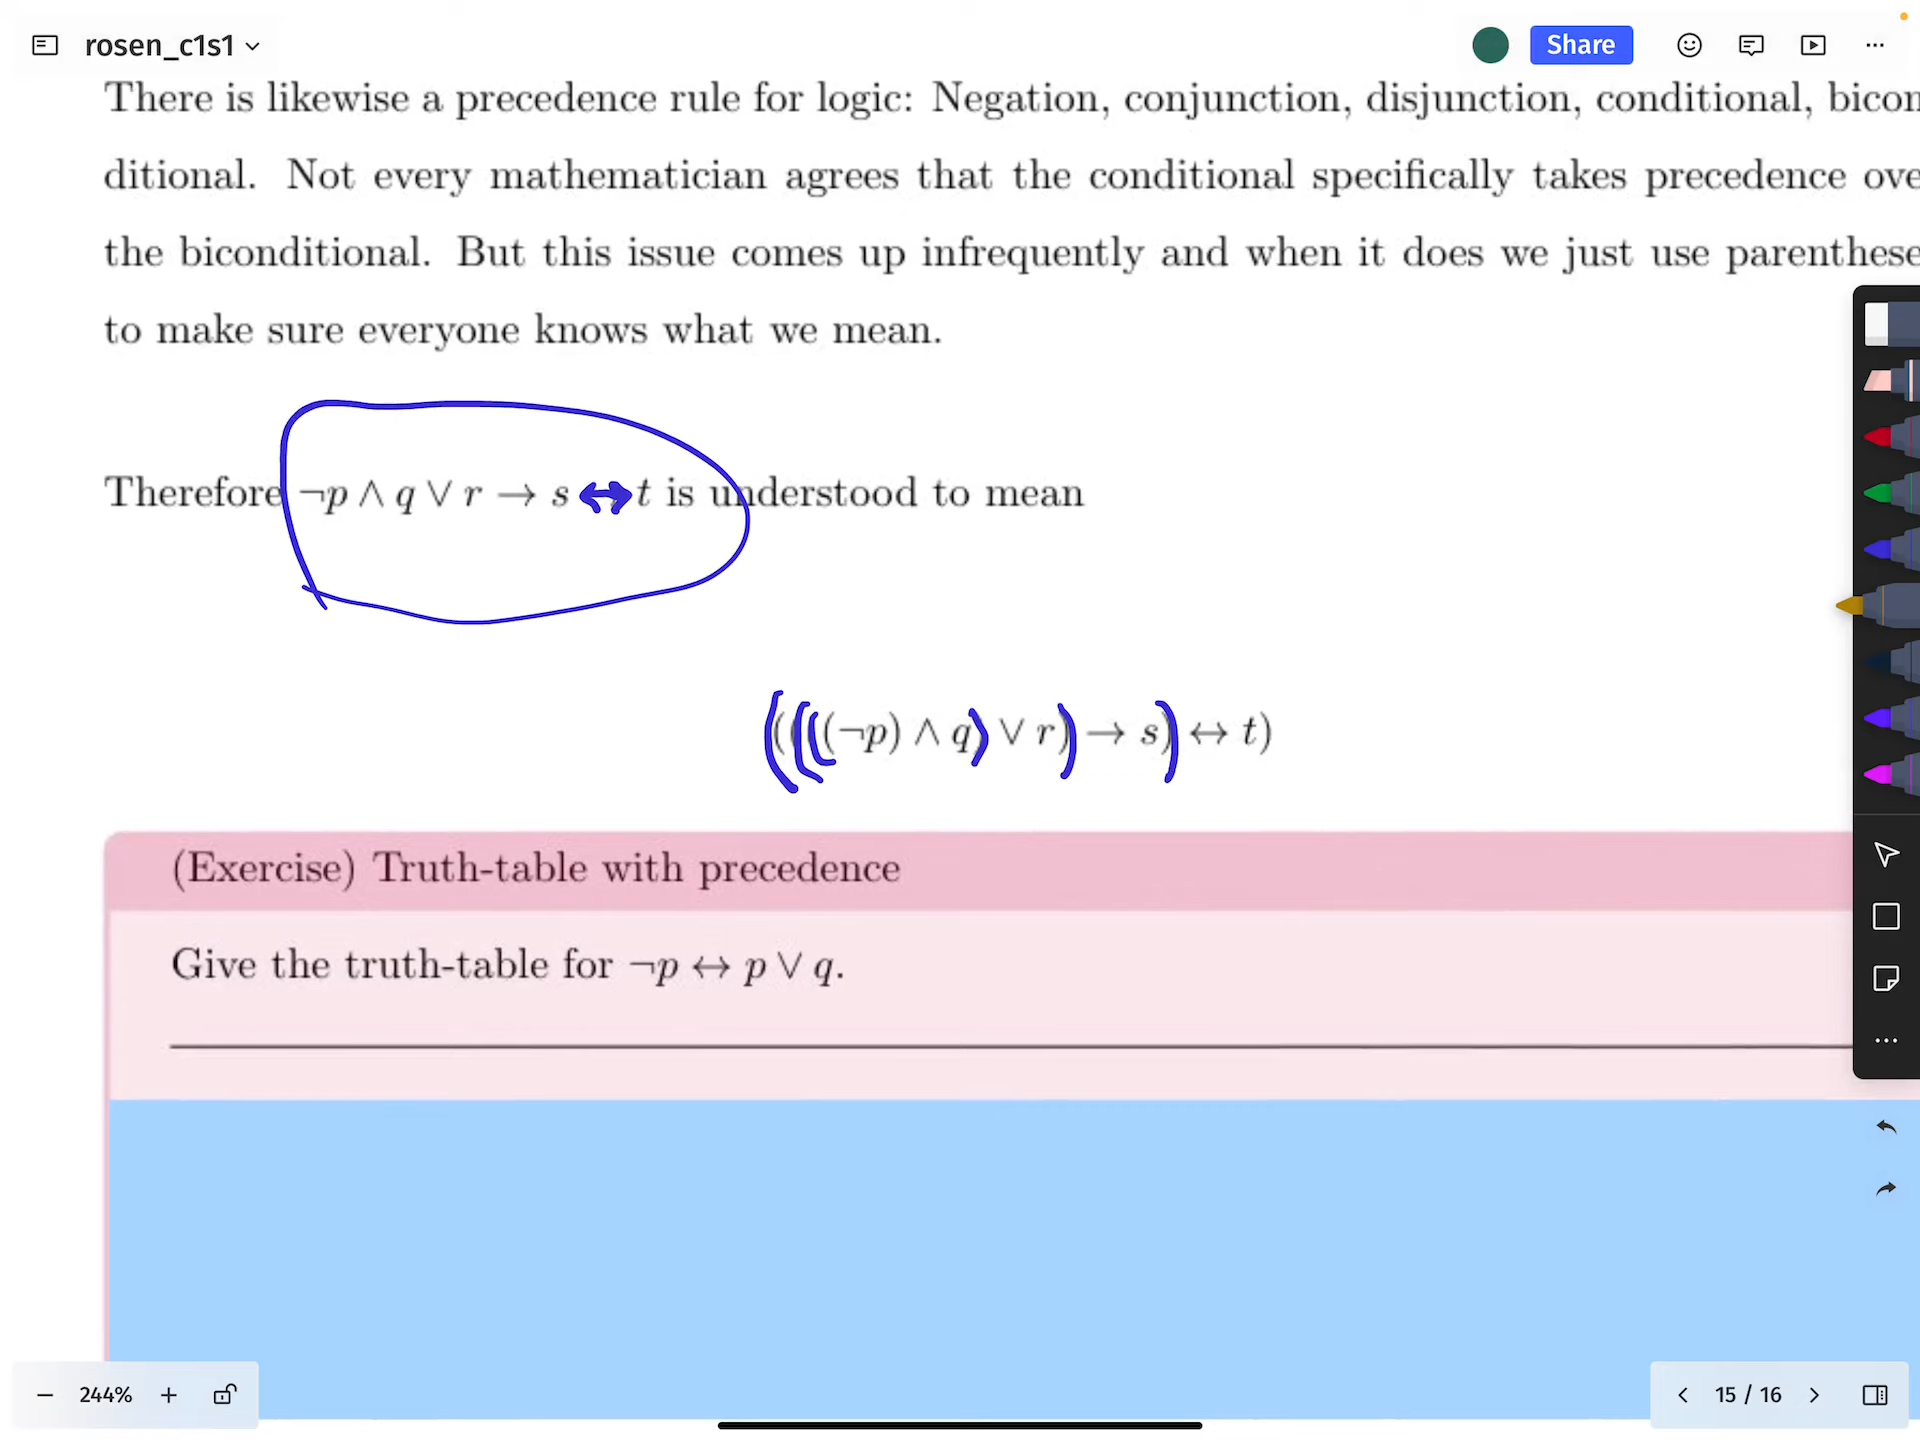 rosen_c1s1
Share
There is likewise a precedence rule for logic: Negation, conjunction, disjunction, conditional, bicon
ditional. Not every mathematician agrees that the conditional specifically takes precedence ove
the biconditional. But this issue comes up infrequently and when it does we just use parenthese
to make sure everyone knows what we mean.
Therefore ¬p ∧ q ∨ r → s ↔ t is understood to mean
(((((¬p) ∧ q) ∨ r) → s) ↔ t)
(Exercise) Truth-table with precedence
Give the truth-table for ¬p ↔ p ∨ q.
244%
15 / 16